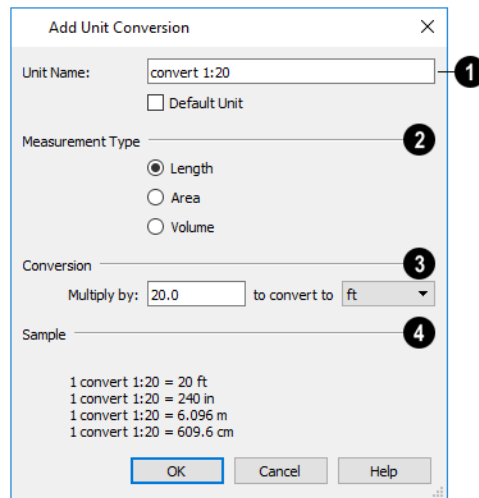 Add Unit Conversion
Unit Name: convert 1:20 1
Default Unit
Measurement Type 2
Length
Area
Volume
Conversion 3
Multiply by: 20.0 to convert to ft
Sample 4
1 convert 1:20 = 20 ft
1 convert 1:20 = 240 in
1 convert 1:20 = 6.096 m
1 convert 1:20 = 609.6 cm
OK Cancel Help